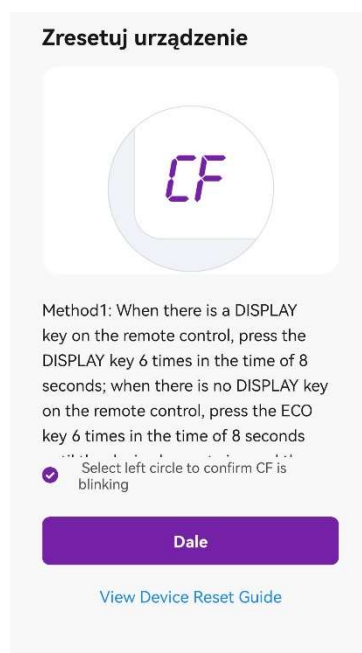 Zresetuj urządzenie
CF
Method1: When there is a DISPLAY
key on the remote control, press the
DISPLAY key 6 times in the time of 8
seconds; when there is no DISPLAY key
on the remote control, press the ECO
key 6 times in the time of 8 seconds
Select left circle to confirm CF is
blinking
Dale
View Device Reset Guide